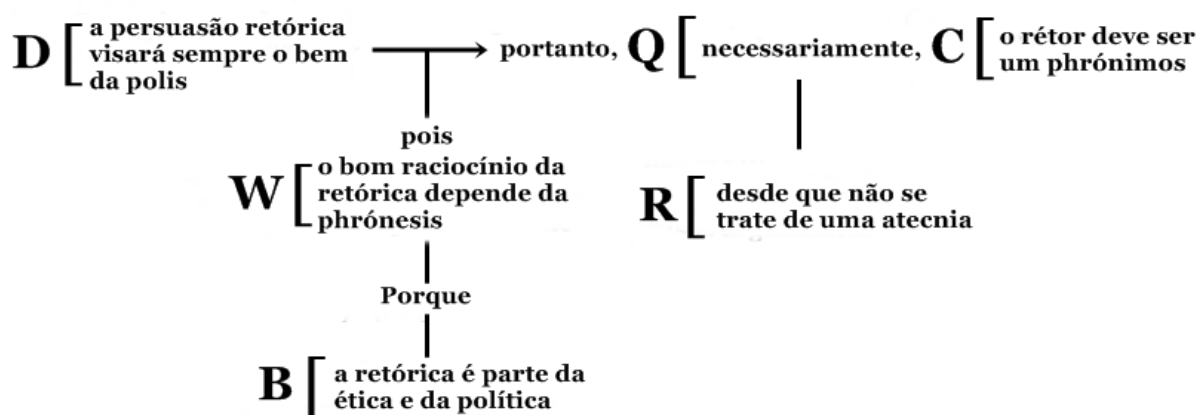 D [ a persuasão retórica
visará sempre o bem
da polis
portanto, Q [ necessariamente, C [ o rétor deve ser
um phrónimos
pois
W [ o bom raciocínio da
retórica depende da
phrónesis
R [ desde que não se
trate de uma atecnia
Porque
B [ a retórica é parte da
ética e da política